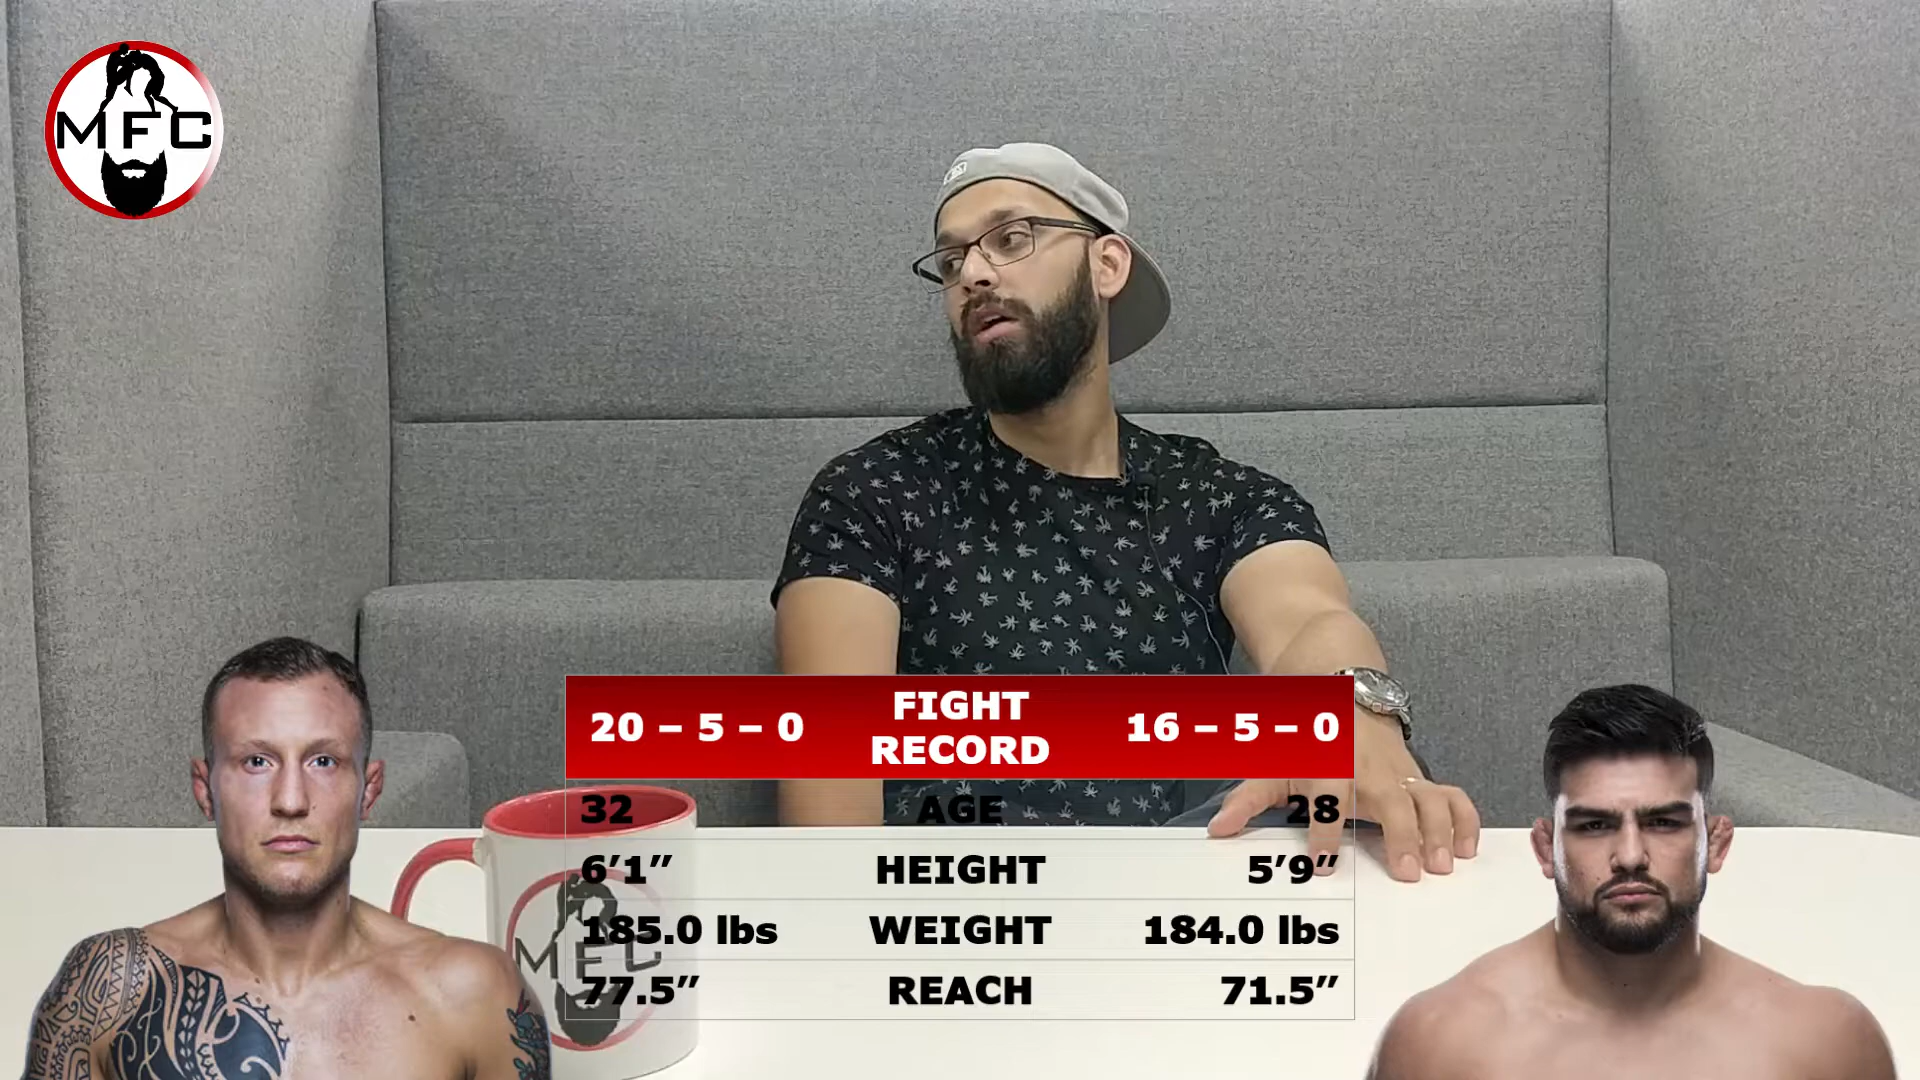 MFC
20 – 5 – 0 FIGHT RECORD 16 – 5 – 0
32 AGE 28
6’1” HEIGHT 5’9”
185.0 lbs WEIGHT 184.0 lbs
77.5” REACH 71.5”
MFC